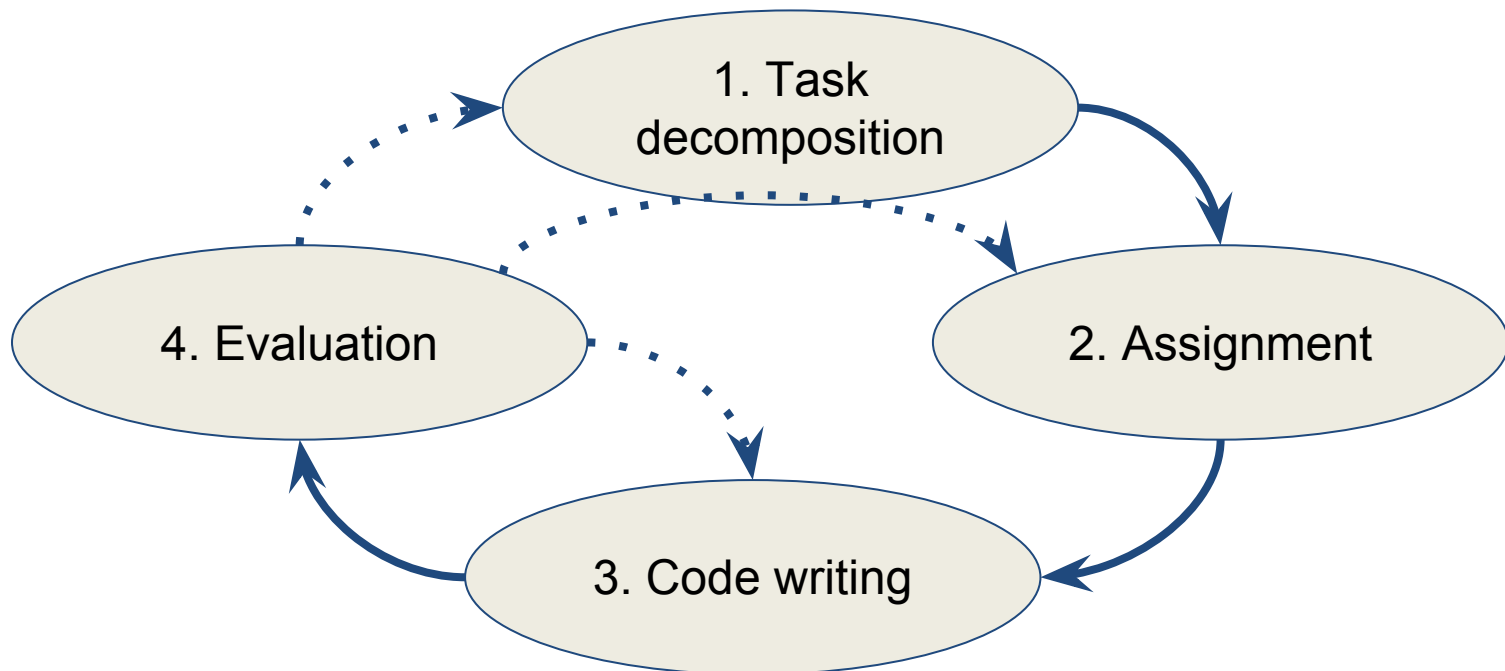 1. Task
decomposition
4. Evaluation
2. Assignment
3. Code writing